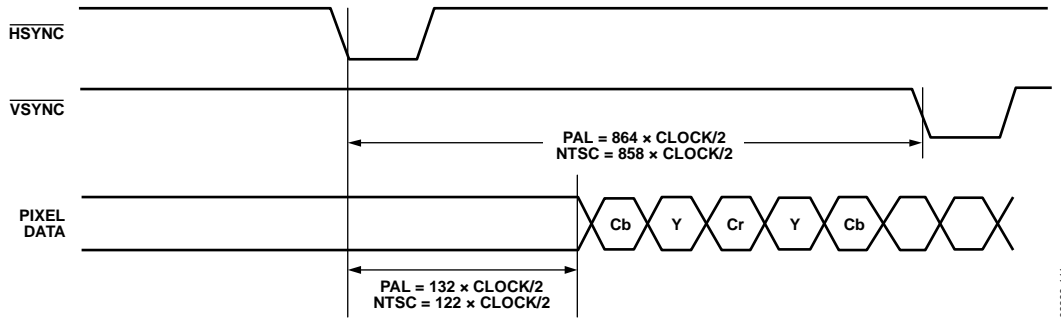 HSYNC
VSYNC
PAL = 864 × CLOCK/2
NTSC = 858 × CLOCK/2
PIXEL
DATA
Cb Y Cr Y Cb
PAL = 132 × CLOCK/2
NTSC = 122 × CLOCK/2